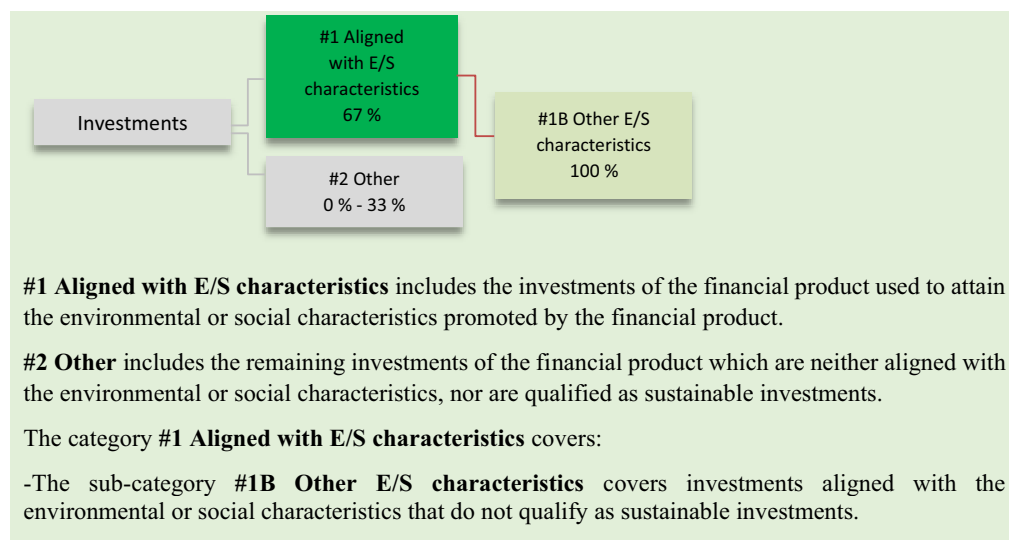 #1 Aligned
with E/S
characteristics
67 %
Investments
#1B Other E/S
characteristics
100 %
#2 Other
0 % - 33 %
#1 Aligned with E/S characteristics includes the investments of the financial product used to attain
the environmental or social characteristics promoted by the financial product.
#2 Other includes the remaining investments of the financial product which are neither aligned with
the environmental or social characteristics, nor are qualified as sustainable investments.
The category #1 Aligned with E/S characteristics covers:
-The sub-category #1B Other E/S characteristics covers investments aligned with the
environmental or social characteristics that do not qualify as sustainable investments.